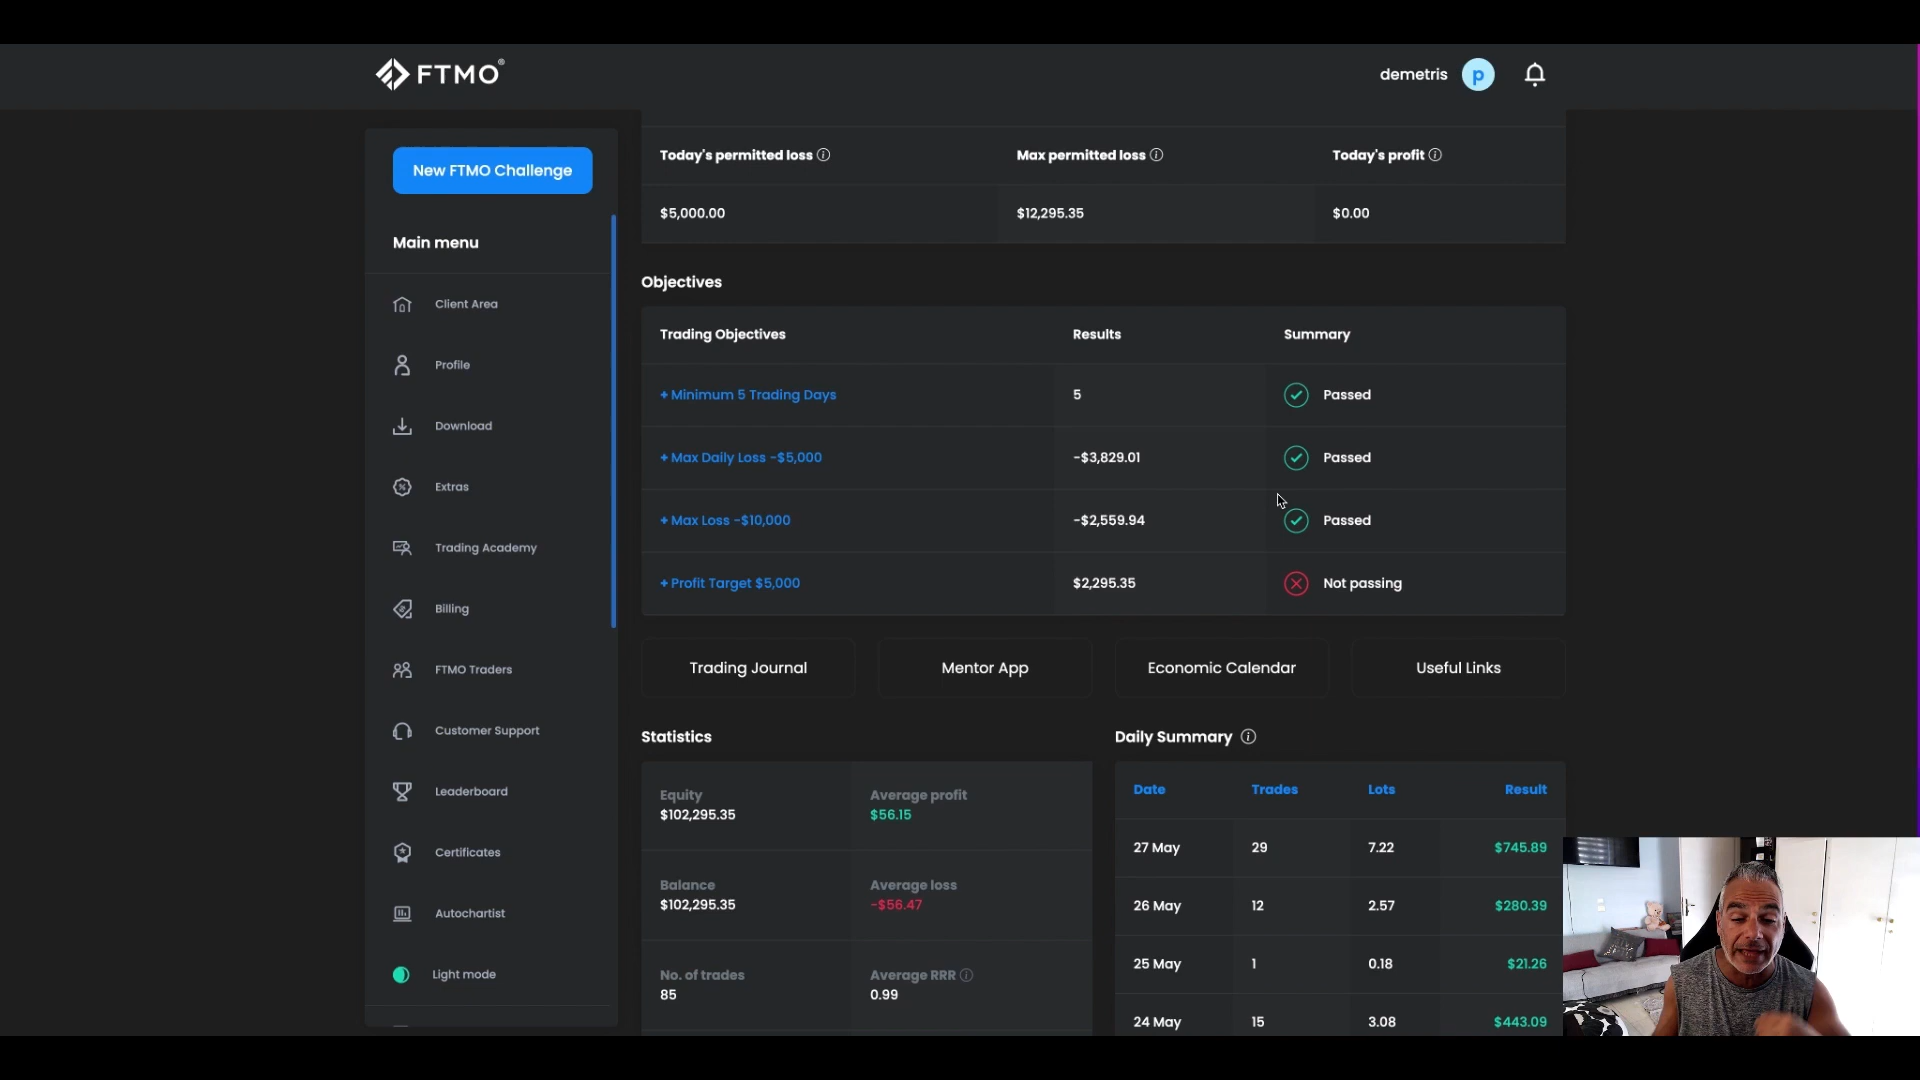 FTMO®
demetris p
New FTMO Challenge
Main menu
Client Area
Profile
Download
Extras
Trading Academy
Billing
FTMO Traders
Customer Support
Leaderboard
Certificates
Autochartist
Light mode
Today's permitted loss Max permitted loss Today's profit
$5,000.00 $12,295.35 $0.00
Objectives
Trading Objectives Results Summary
+ Minimum 5 Trading Days 5 Passed
+ Max Daily Loss -$5,000 -$3,829.01 Passed
+ Max Loss -$10,000 -$2,559.94 Passed
+ Profit Target $5,000 $2,295.35 Not passing
Trading Journal Mentor App Economic Calendar Useful Links
Statistics
Equity Average profit
$102,295.35 $56.15
Balance Average loss
$102,295.35 -$56.47
No. of trades Average RRR
85 0.99
Daily Summary
Date Trades Lots Result
27 May 29 7.22 $745.89
26 May 12 2.57 $280.39
25 May 1 0.18 $21.26
24 May 15 3.08 $443.09